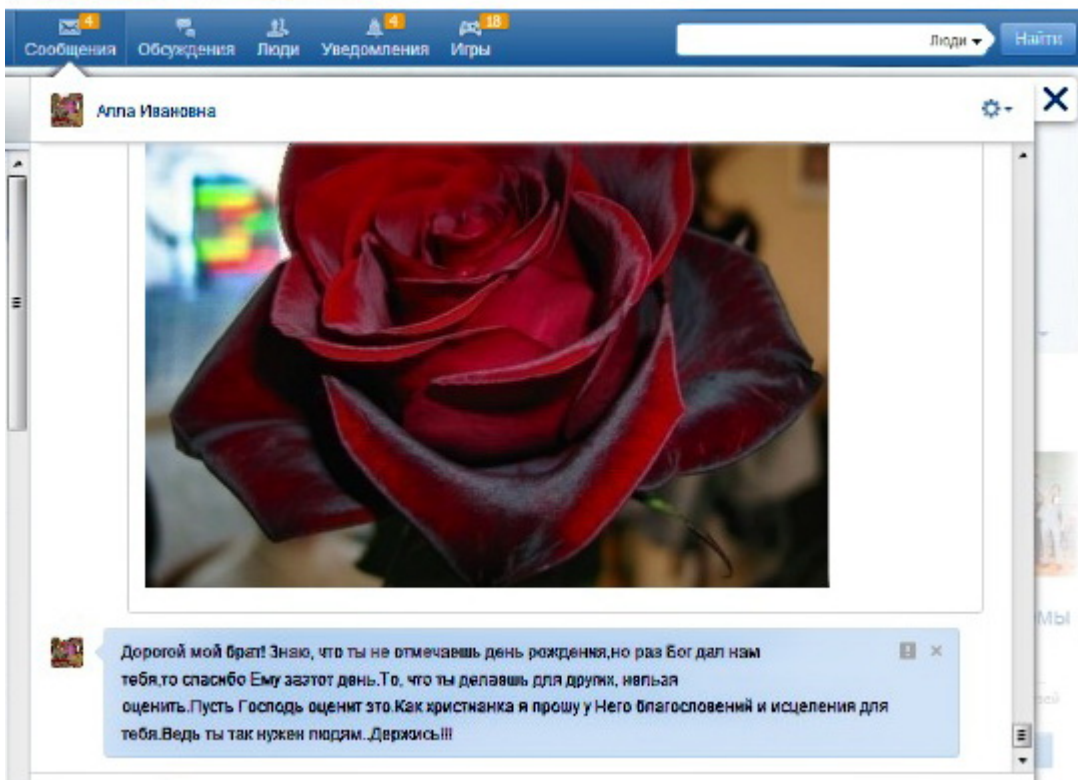 4 4 18
Сообщения Обсуждения Люди Уведомления Игры Люди Найти
Анна Ивановна
Дорогой мой брат! Знаю, что ты не отмечаешь день рождения,но раз Бог дал нам
тебя,то спасибо Ему заэтот день.То, что ты делаешь для других, нельзя
оценить.Пусть Господь оценит это.Как христианка я прошу у Него благословений и исцеления для
тебя.Ведь ты так нужен людям..Держись!!!